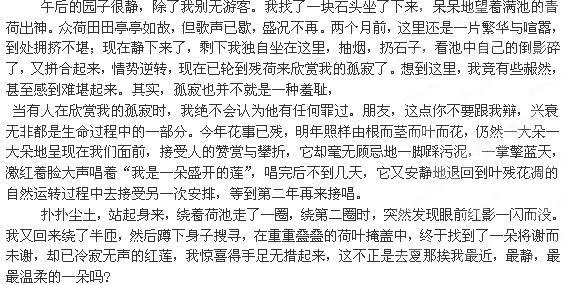 午后的园子很静，除了我别无游客。我找了一块石头坐了下来，呆呆地望着满池的青
荷出神。众荷田田亭亭如故，但歌声已歇，盛况不再。两个月前，这里还是一片繁华与喧嚣，
到处拥挤不堪；现在静下来了，剩下我独自坐在这里，抽烟，扔石子，看池中自己的倒影碎
了，又拼合起来，情势逆转，现在已轮到残荷来欣赏我的孤寂了。想到这里，我竟有些赧然，
甚至感到难堪起来。其实，孤寂也并不就是一种羞耻，
当有人在欣赏我的孤寂时，我绝不会认为他有任何罪过。朋友，这点你不要跟我辩，兴衰
无非都是生命过程中的一部分。今年花事已残，明年照样由根而茎而叶而花，仍然一大朵一
大朵地呈现在我们面前，接受人的赞赏与攀折，它却毫无顾忌地一脚踩污泥，一掌擎蓝天，
激红着脸大声唱着“我是一朵盛开的莲”，唱完后不到几天，它又安静地退回到叶残花凋的
自然运转过程中去接受另一次安排，等到第二年再来接唱。
扑扑尘土，站起身来，绕着荷池走了一圈，绕第二圈时，突然发现眼前红影一闪而没。
我又回来绕了半匝，然后蹲下身子搜寻，在重重叠叠的荷叶掩盖中，终于找到了一朵将谢而
未谢，却已冷寂无声的红莲，我惊喜得手足无措起来，这不正是去夏那挨我最近，最静，最
最温柔的一朵吗？